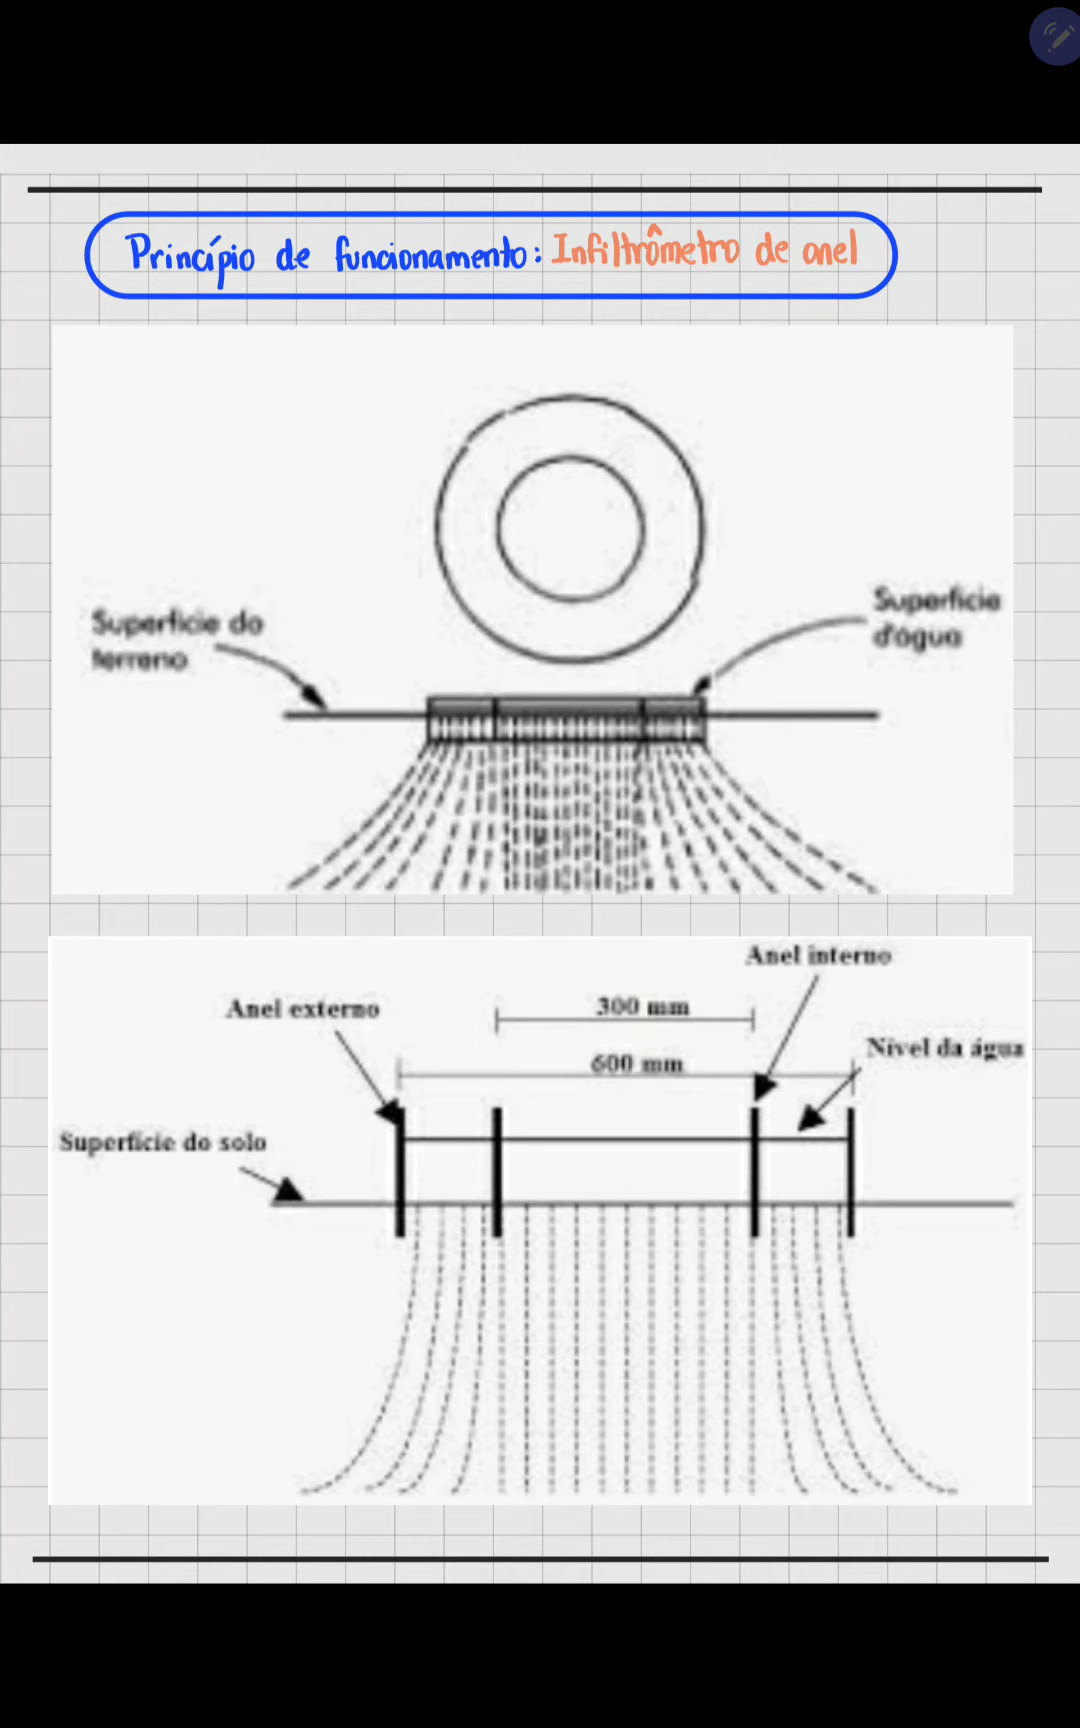 Princípio de funcionamento: Infiltrômetro de anel
Superfície do
terreno
Superfície
d'água
Anel interno
Anel externo
300 mm
Nível da água
600 mm
Superfície do solo